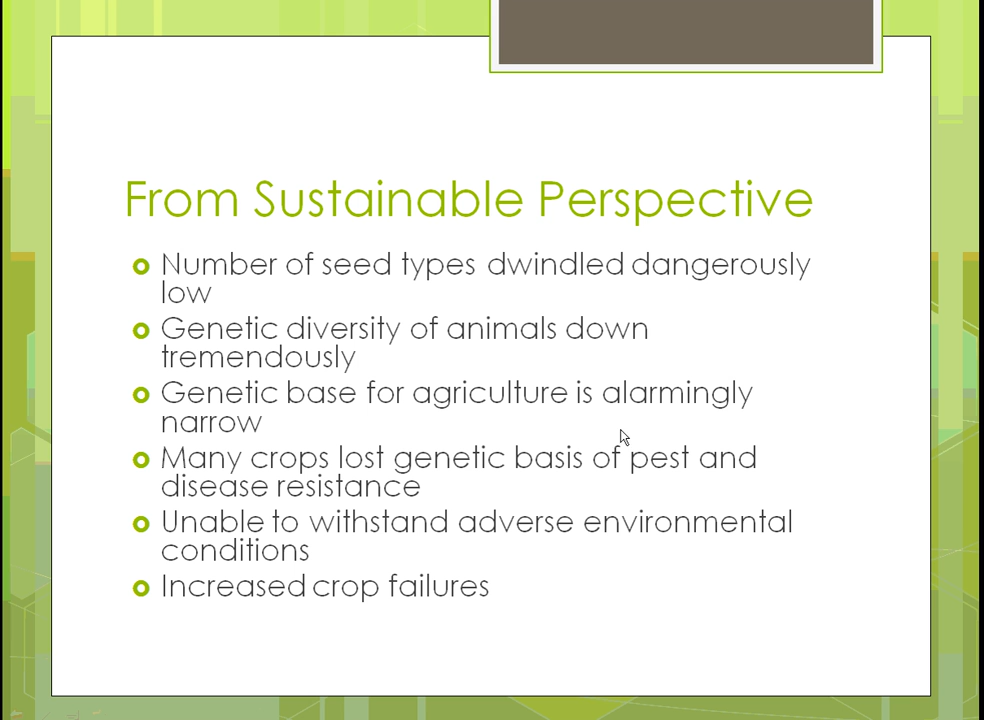 From Sustainable Perspective
Number of seed types dwindled dangerously
low
Genetic diversity of animals down
tremendously
Genetic base for agriculture is alarmingly
narrow
Many crops lost genetic basis of pest and
disease resistance
Unable to withstand adverse environmental
conditions
Increased crop failures